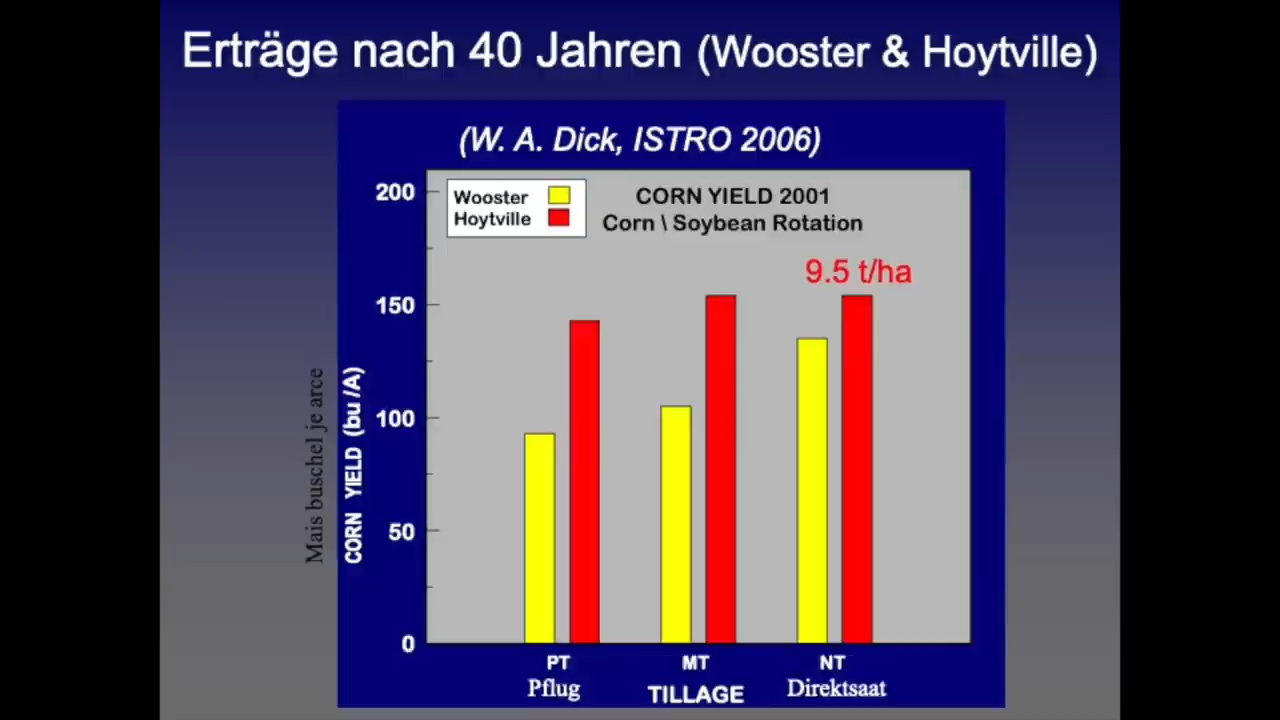 Erträge nach 40 Jahren (Wooster & Hoytville)
(W. A. Dick, ISTRO 2006)
Wooster
Hoytville
CORN YIELD 2001
Corn \ Soybean Rotation
9.5 t/ha
200
150
100
50
0
Mais buschel je arce
CORN YIELD (bu /A)
PT
MT
NT
Pflug
TILLAGE
Direktsaat